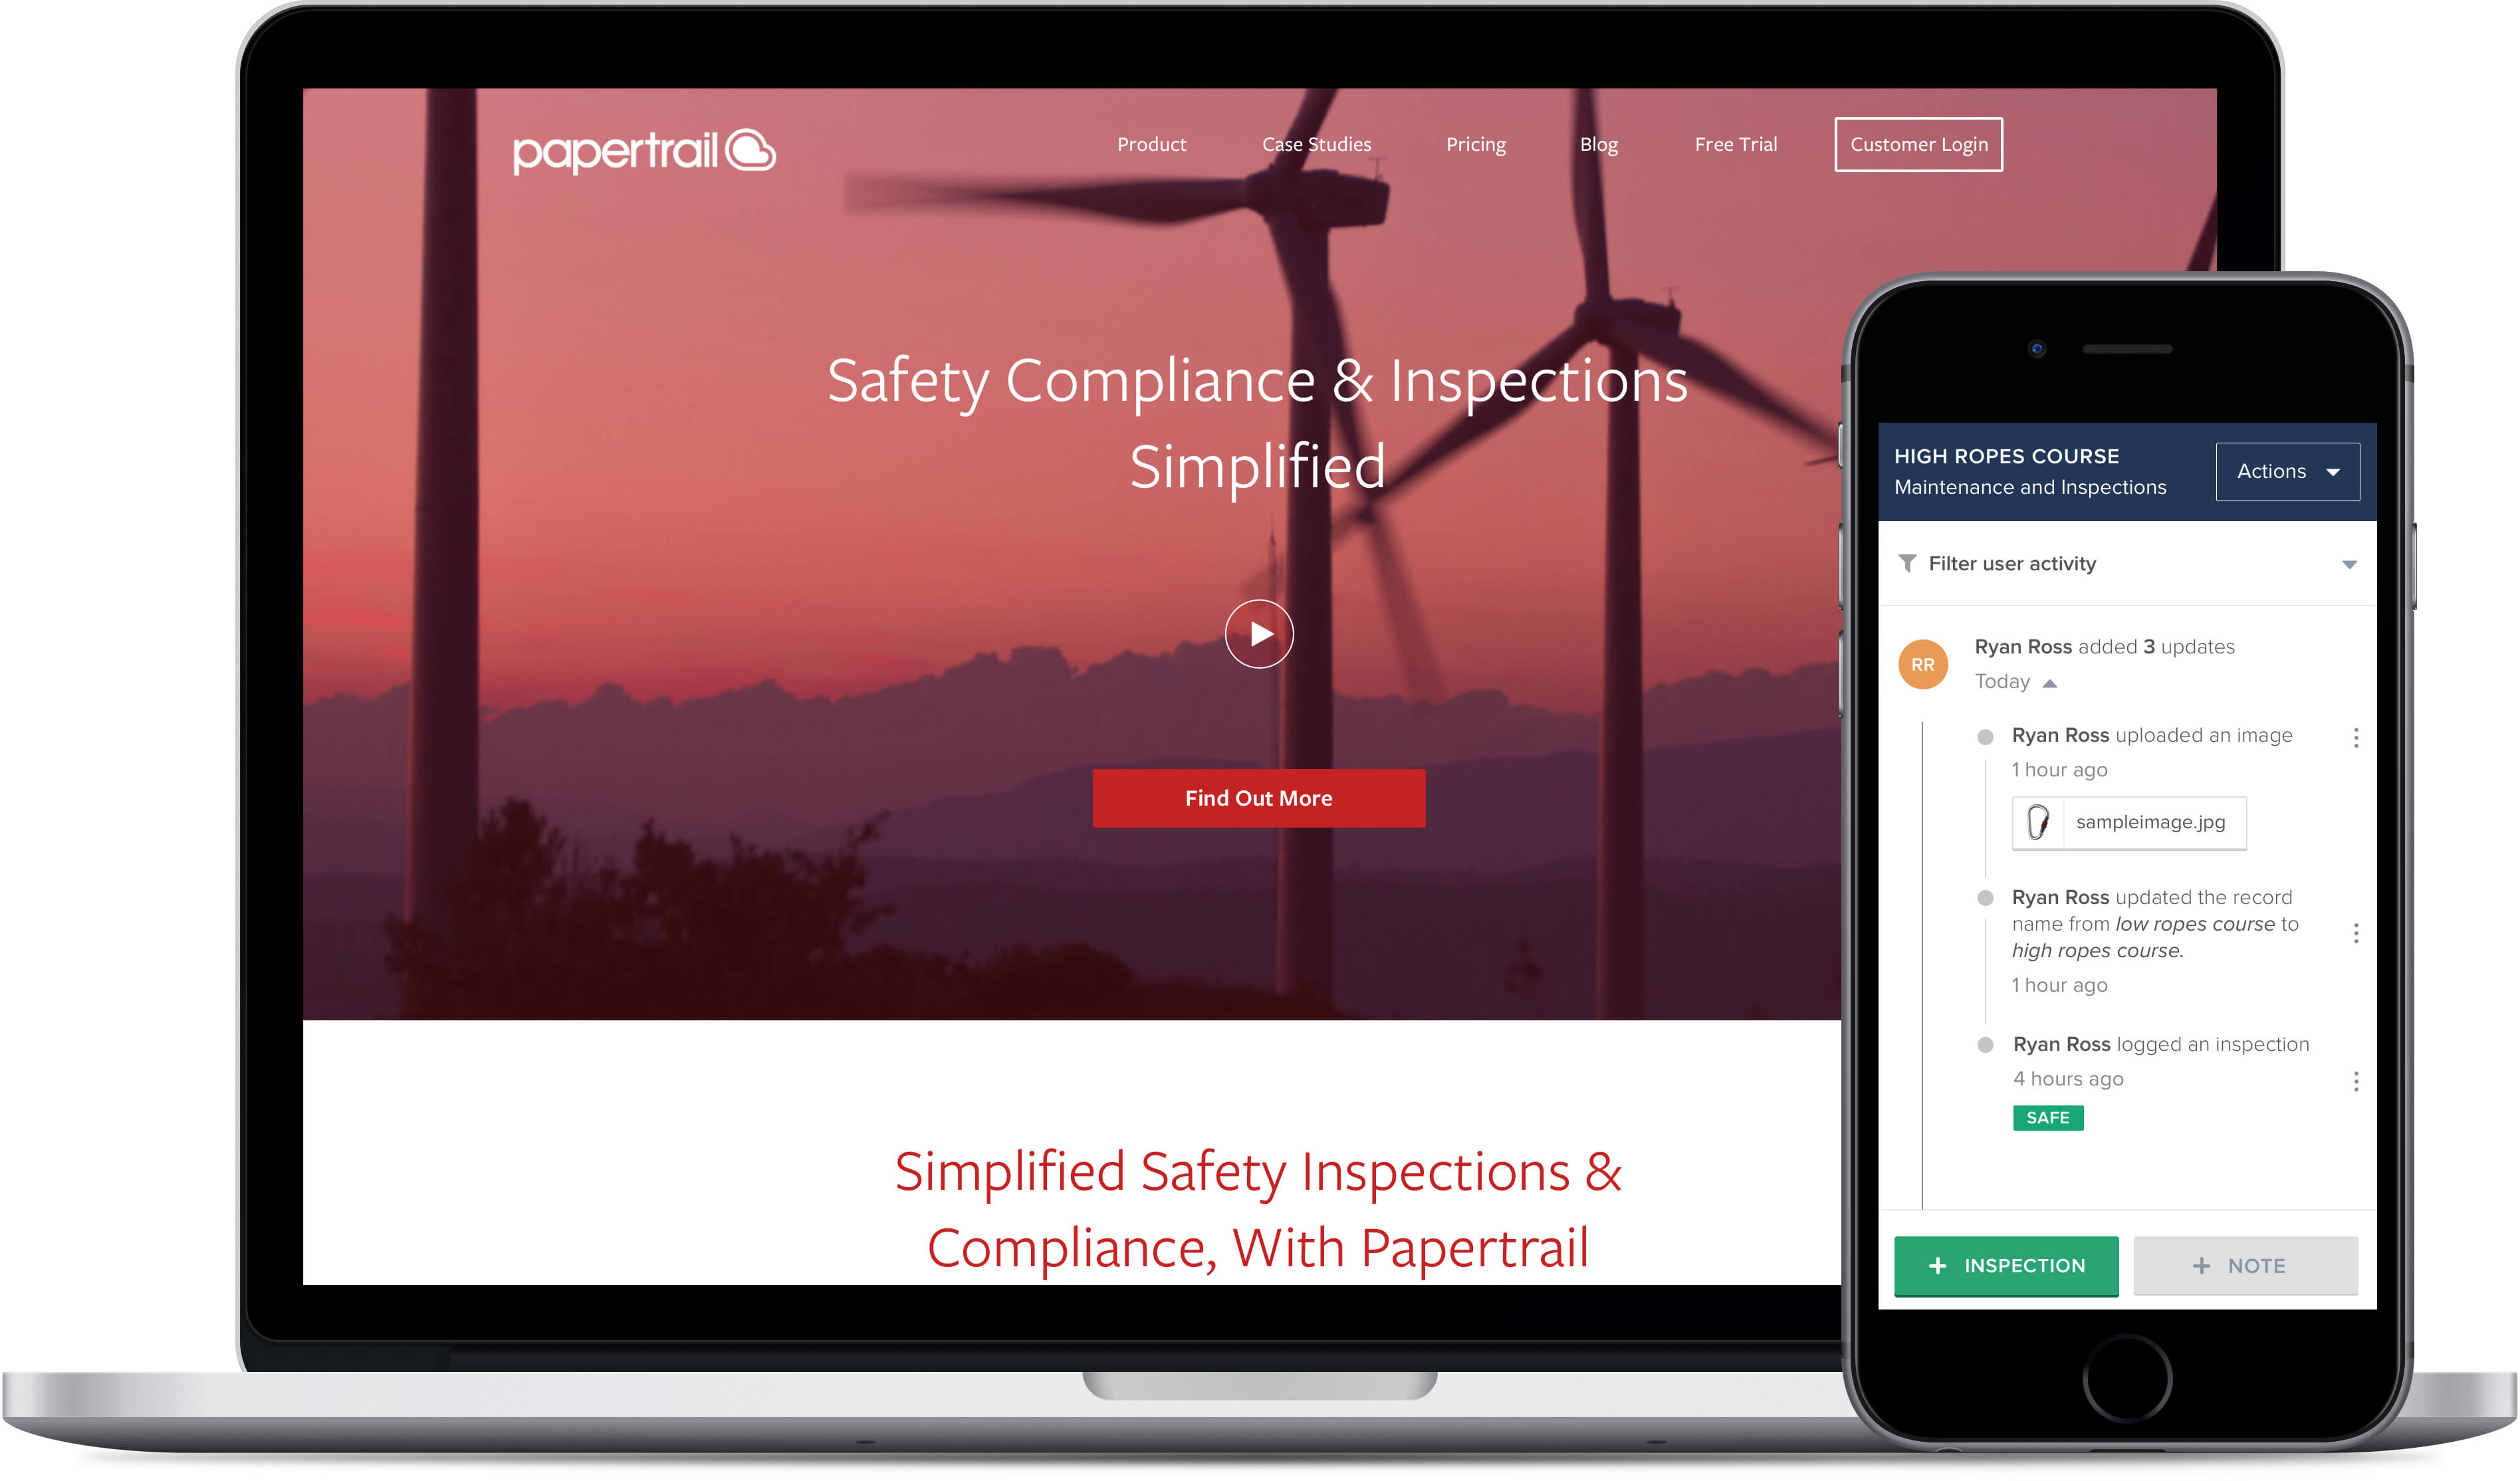 papertrail
Product
Case Studies
Pricing
Blog
Free Trial
Customer Login
Safety Compliance & Inspections
Simplified
Find Out More
Simplified Safety Inspections &
Compliance, With Papertrail
HIGH ROPES COURSE
Maintenance and Inspections
Actions
Filter user activity
RR
Ryan Ross added 3 updates
Today
Ryan Ross uploaded an image
1 hour ago
sampleimage.jpg
Ryan Ross updated the record
name from low ropes course to
high ropes course.
1 hour ago
Ryan Ross logged an inspection
4 hours ago
SAFE
+ INSPECTION
+ NOTE